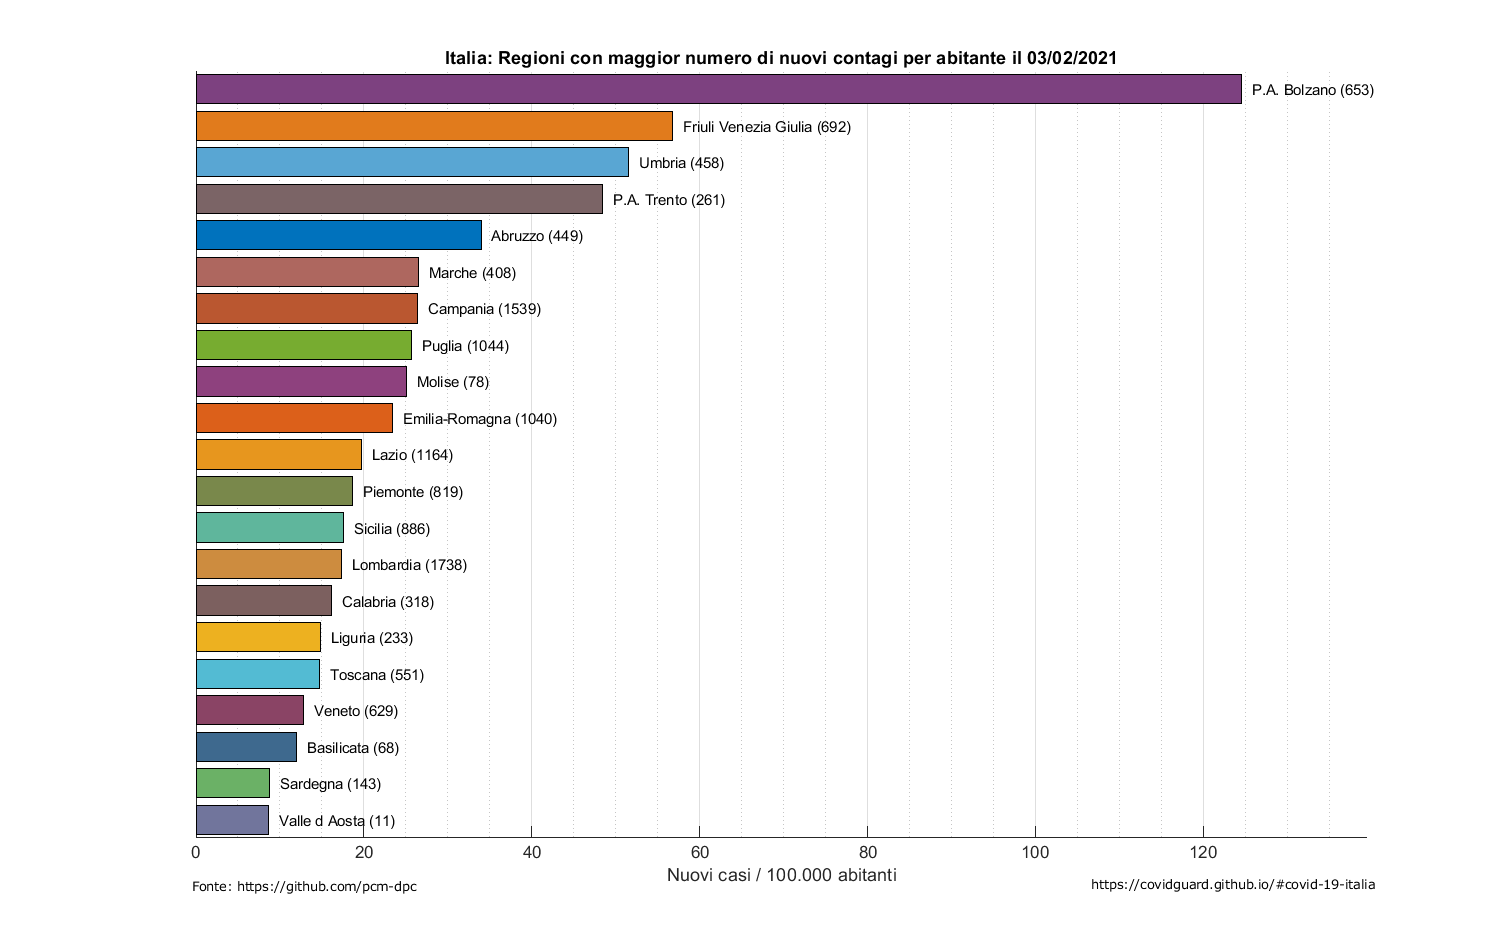 Italia: Regioni con maggior numero di nuovi contagi per abitante il 03/02/2021
P.A. Bolzano (653)
Friuli Venezia Giulia (692)
Umbria (458)
P.A. Trento (261)
Abruzzo (449)
Marche (408)
Campania (1539)
Puglia (1044)
Molise (78)
Emilia-Romagna (1040)
Lazio (1164)
Piemonte (819)
Sicilia (886)
Lombardia (1738)
Calabria (318)
Liguria (233)
Toscana (551)
Veneto (629)
Basilicata (68)
Sardegna (143)
Valle d Aosta (11)
0 20 40 60 80 100 120
Nuovi casi / 100.000 abitanti
Fonte: https://github.com/pcm-dpc
https://covidguard.github.io/#covid-19-italia